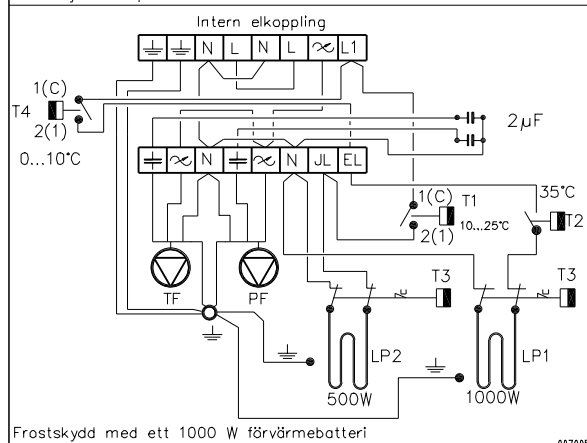 Intern elkoppling
N L N L L1
1(C)
T4
2(1)
0...10°C
2µF
N N JL EL
1(C) T1
10...25°C
2(1)
35°C
T2
TF PF
T3 T3
LP2 LP1
500W 1000W
Frostskydd med ett 1000 W förvärmebatteri